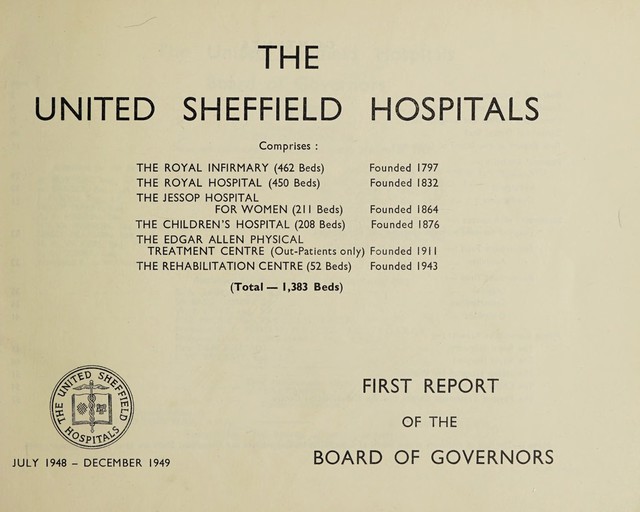 THE
UNITED SHEFFIELD HOSPITALS
Comprises :
THE ROYAL INFIRMARY (462 Beds) Founded 1797
THE ROYAL HOSPITAL (450 Beds) Founded 1832
THE JESSOP HOSPITAL
FOR WOMEN (211 Beds) Founded 1864
THE CHILDREN'S HOSPITAL (208 Beds) Founded 1876
THE EDGAR ALLEN PHYSICAL
TREATMENT CENTRE (Out-Patients only) Founded 1911
THE REHABILITATION CENTRE (52 Beds) Founded 1943
(Total — 1,383 Beds)
THE UNITED SHEFFIELD
HOSPITALS
JULY 1948 – DECEMBER 1949
FIRST REPORT
OF THE
BOARD OF GOVERNORS